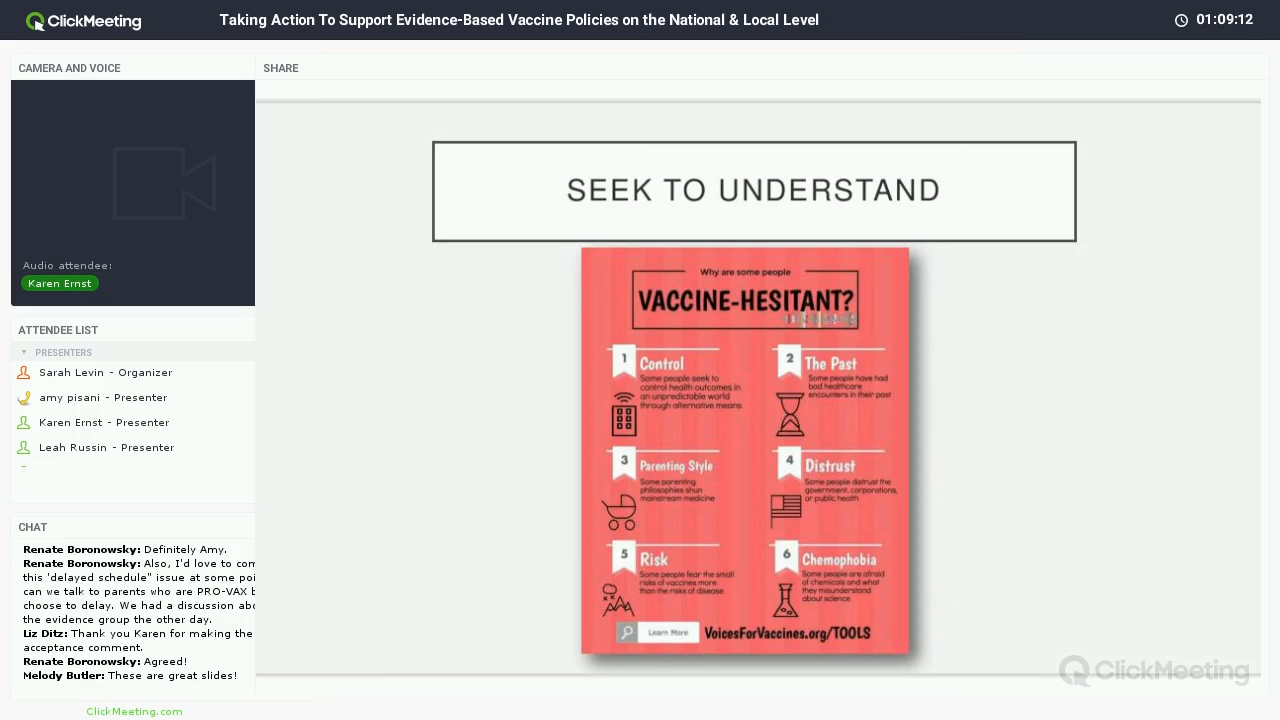 ClickMeeting
Taking Action To Support Evidence-Based Vaccine Policies on the National & Local Level
01:09:12
CAMERA AND VOICE
Audio attendee:
Karen Ernst
ATTENDEE LIST
PRESENTERS
Sarah Levin - Organizer
amy pisani - Presenter
Karen Ernst - Presenter
Leah Russin - Presenter
CHAT
Renate Boronowsky: Definitely Amy.
Renate Boronowsky: Also, I'd love to
this 'delayed schedule' issue at some
can we talk to parents who are PRO-VAX
choose to delay. We had a discussion
the evidence group the other day.
Liz Ditz: Thank you Karen for making the
acceptance comment.
Renate Boronowsky: Agreed!
Melody Butler: These are great slides!
ClickMeeting.com
SHARE
SEEK TO UNDERSTAND
Why are some people
VACCINE-HESITANT?
1
Control
Some people seek to
control health outcomes in
an unpredictable world
through alternative means
2
The Past
Some people have had
bad healthcare
encounters in their past
3
Parenting Style
Some parenting
philosophies shun
mainstream medicine
4
Distrust
Some people distrust the
government, corporations,
or public health
5
Risk
Some people fear the small
risks of vaccines more
than the risks of disease
6
Chemophobia
Some people are afraid
of chemicals and what
they misunderstand
about science
Learn More
VoicesForVaccines.org/TOOLS
ClickMeeting